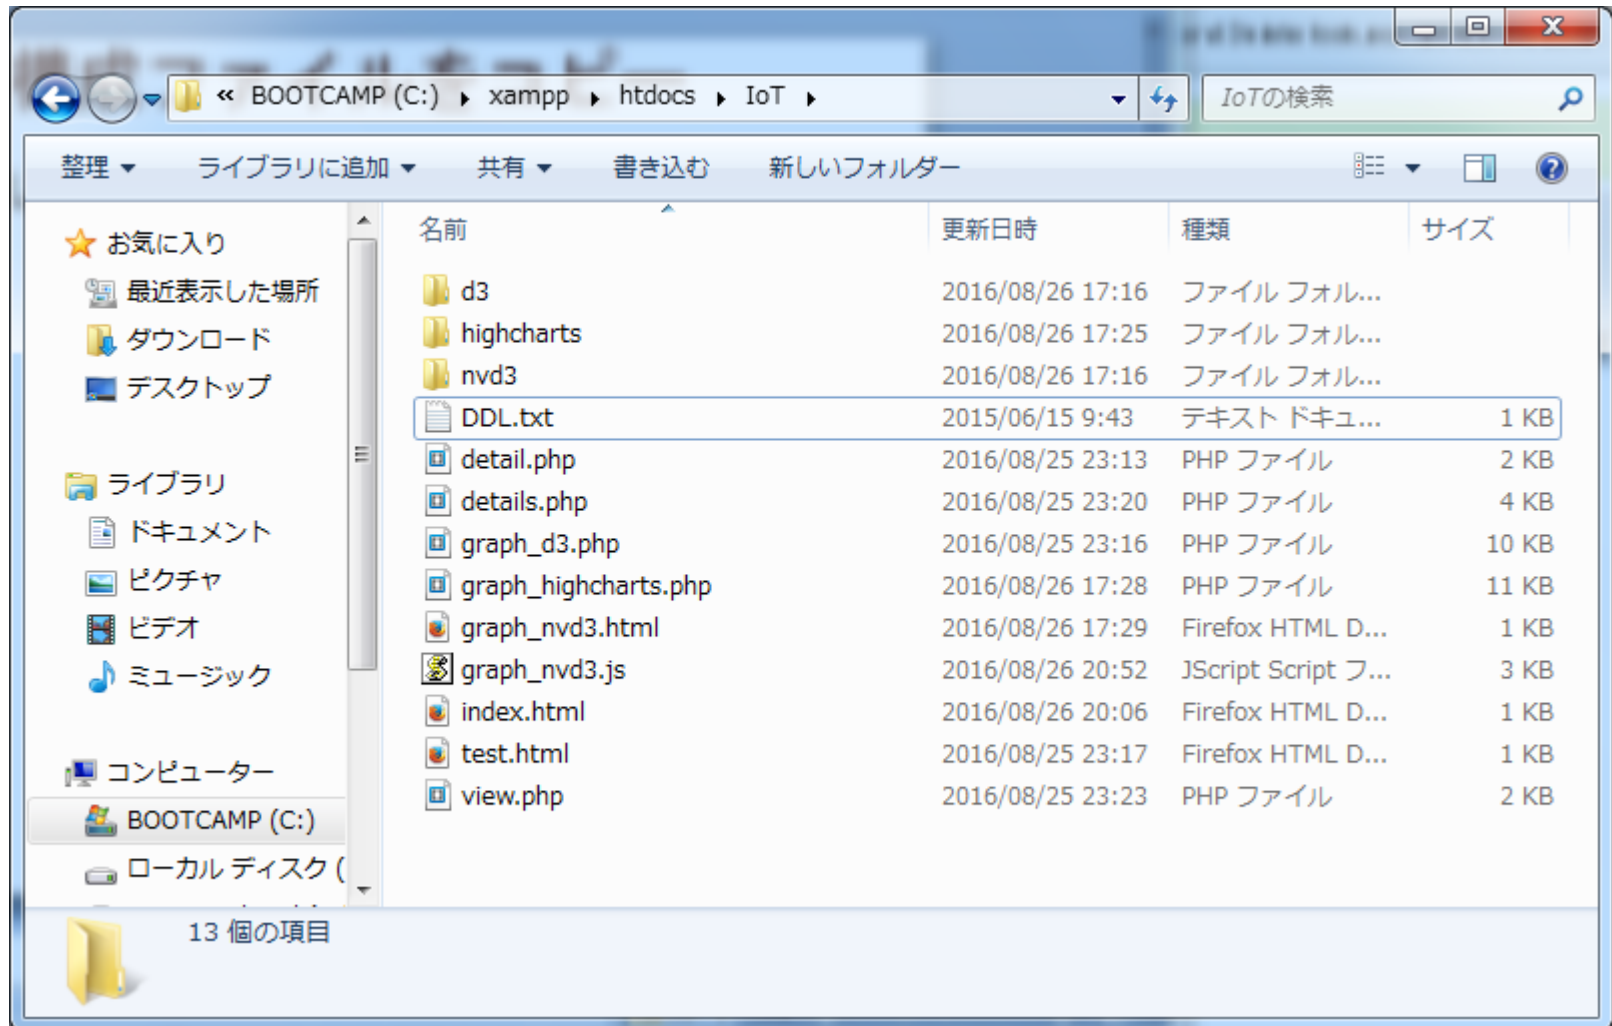 構成ファイルをコピー
« BOOTCAMP (C:) ▸ xampp ▸ htdocs ▸ IoT ▸
IoTの検索
整理 ライブラリに追加 共有 書き込む 新しいフォルダー
名前 更新日時 種類 サイズ
お気に入り
最近表示した場所
ダウンロード
デスクトップ
ライブラリ
ドキュメント
ピクチャ
ビデオ
ミュージック
コンピューター
BOOTCAMP (C:)
ローカル ディスク (
d3 2016/08/26 17:16 ファイル フォル...
highcharts 2016/08/26 17:25 ファイル フォル...
nvd3 2016/08/26 17:16 ファイル フォル...
DDL.txt 2015/06/15 9:43 テキスト ドキュ... 1 KB
detail.php 2016/08/25 23:13 PHP ファイル 2 KB
details.php 2016/08/25 23:20 PHP ファイル 4 KB
graph_d3.php 2016/08/25 23:16 PHP ファイル 10 KB
graph_highcharts.php 2016/08/26 17:28 PHP ファイル 11 KB
graph_nvd3.html 2016/08/26 17:29 Firefox HTML D... 1 KB
graph_nvd3.js 2016/08/26 20:52 JScript Script フ... 3 KB
index.html 2016/08/26 20:06 Firefox HTML D... 1 KB
test.html 2016/08/25 23:17 Firefox HTML D... 1 KB
view.php 2016/08/25 23:23 PHP ファイル 2 KB
13 個の項目